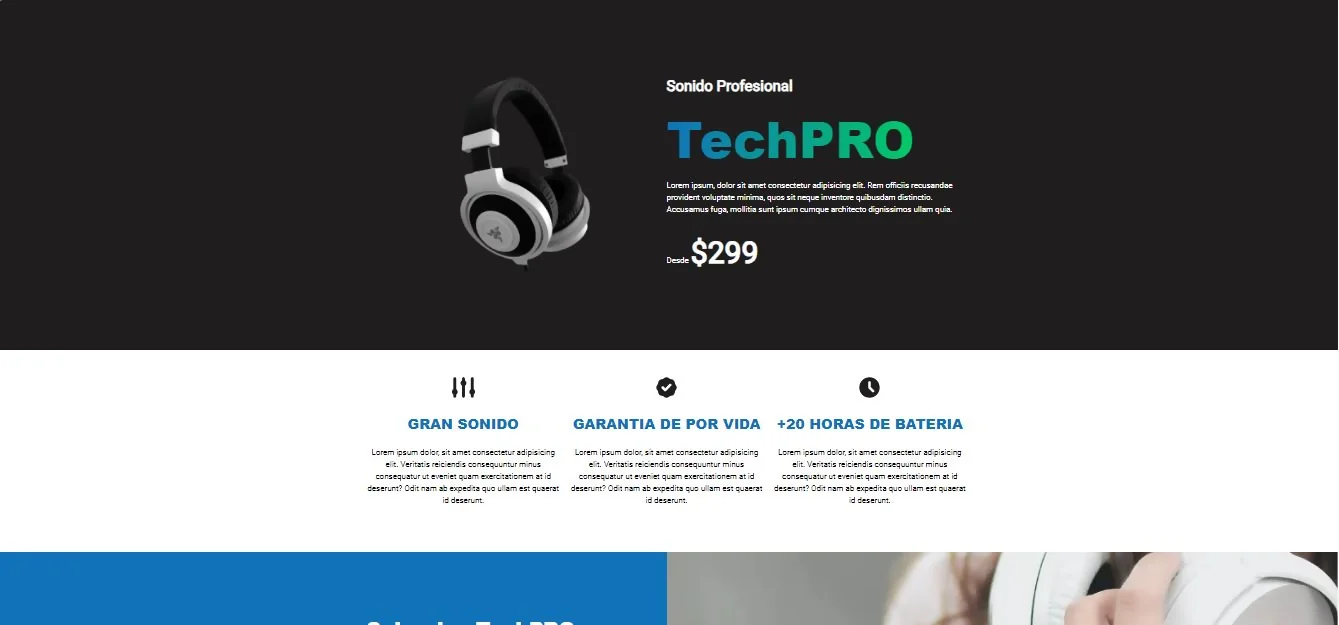 Sonido Profesional
TechPRO
Lorem ipsum, dolor sit amet consectetur adipisicing elit. Rem officiis recusandae
provident voluptate minima, quos sit neque inventore quibusdam distinctio.
Accusamus fuga, mollitia sunt ipsum cumque architecto dignissimos ullam quia.
Desde $299
GRAN SONIDO
Lorem ipsum dolor, sit amet consectetur adipisicing
elit. Veritatis reiciendis consequuntur minus
consequatur ut eveniet quam exercitationem at id
deserunt? Odit nam ab expedita quo ullam est quaerat
id deserunt.
GARANTIA DE POR VIDA
Lorem ipsum dolor, sit amet consectetur adipisicing
elit. Veritatis reiciendis consequuntur minus
consequatur ut eveniet quam exercitationem at id
deserunt? Odit nam ab expedita quo ullam est quaerat
id deserunt.
+20 HORAS DE BATERIA
Lorem ipsum dolor, sit amet consectetur adipisicing
elit. Veritatis reiciendis consequuntur minus
consequatur ut eveniet quam exercitationem at id
deserunt? Odit nam ab expedita quo ullam est quaerat
id deserunt.
TechPRO